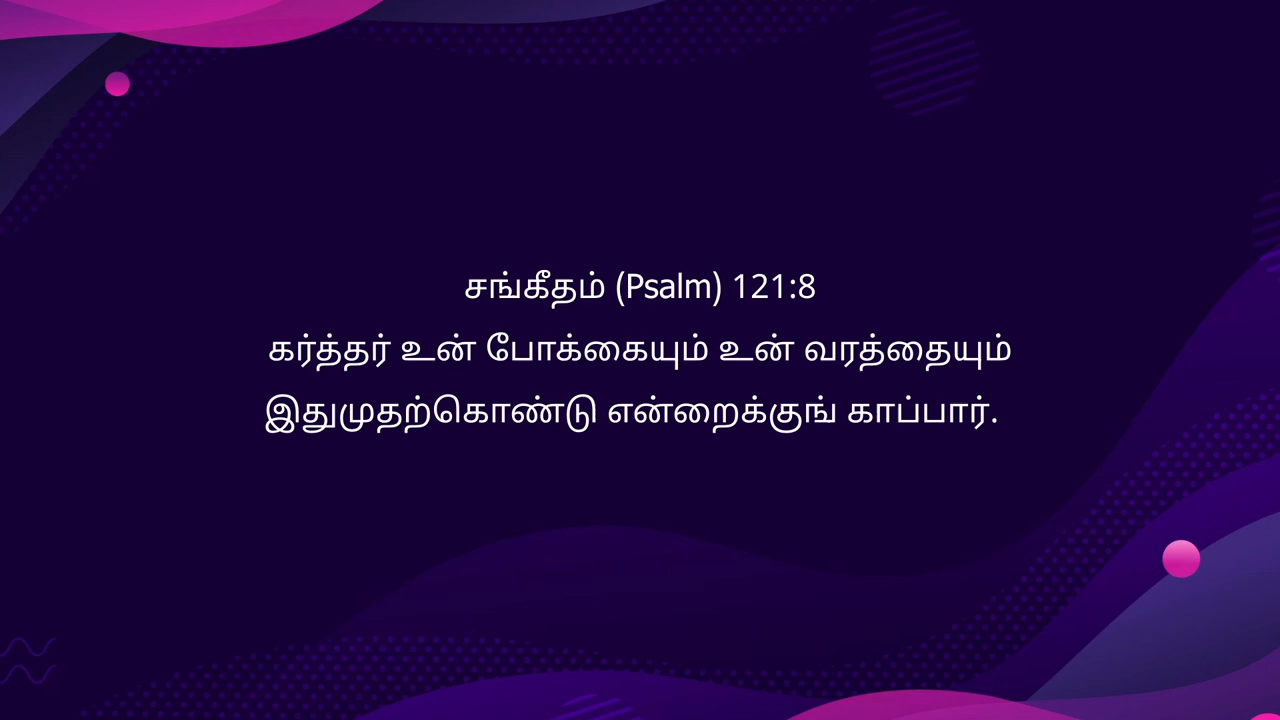 சங்கீதம் (Psalm) 121:8
கர்த்தர் உன் போக்கையும் உன் வரத்தையும்
இதுமுதற்கொண்டு என்றைக்குங் காப்பார்.